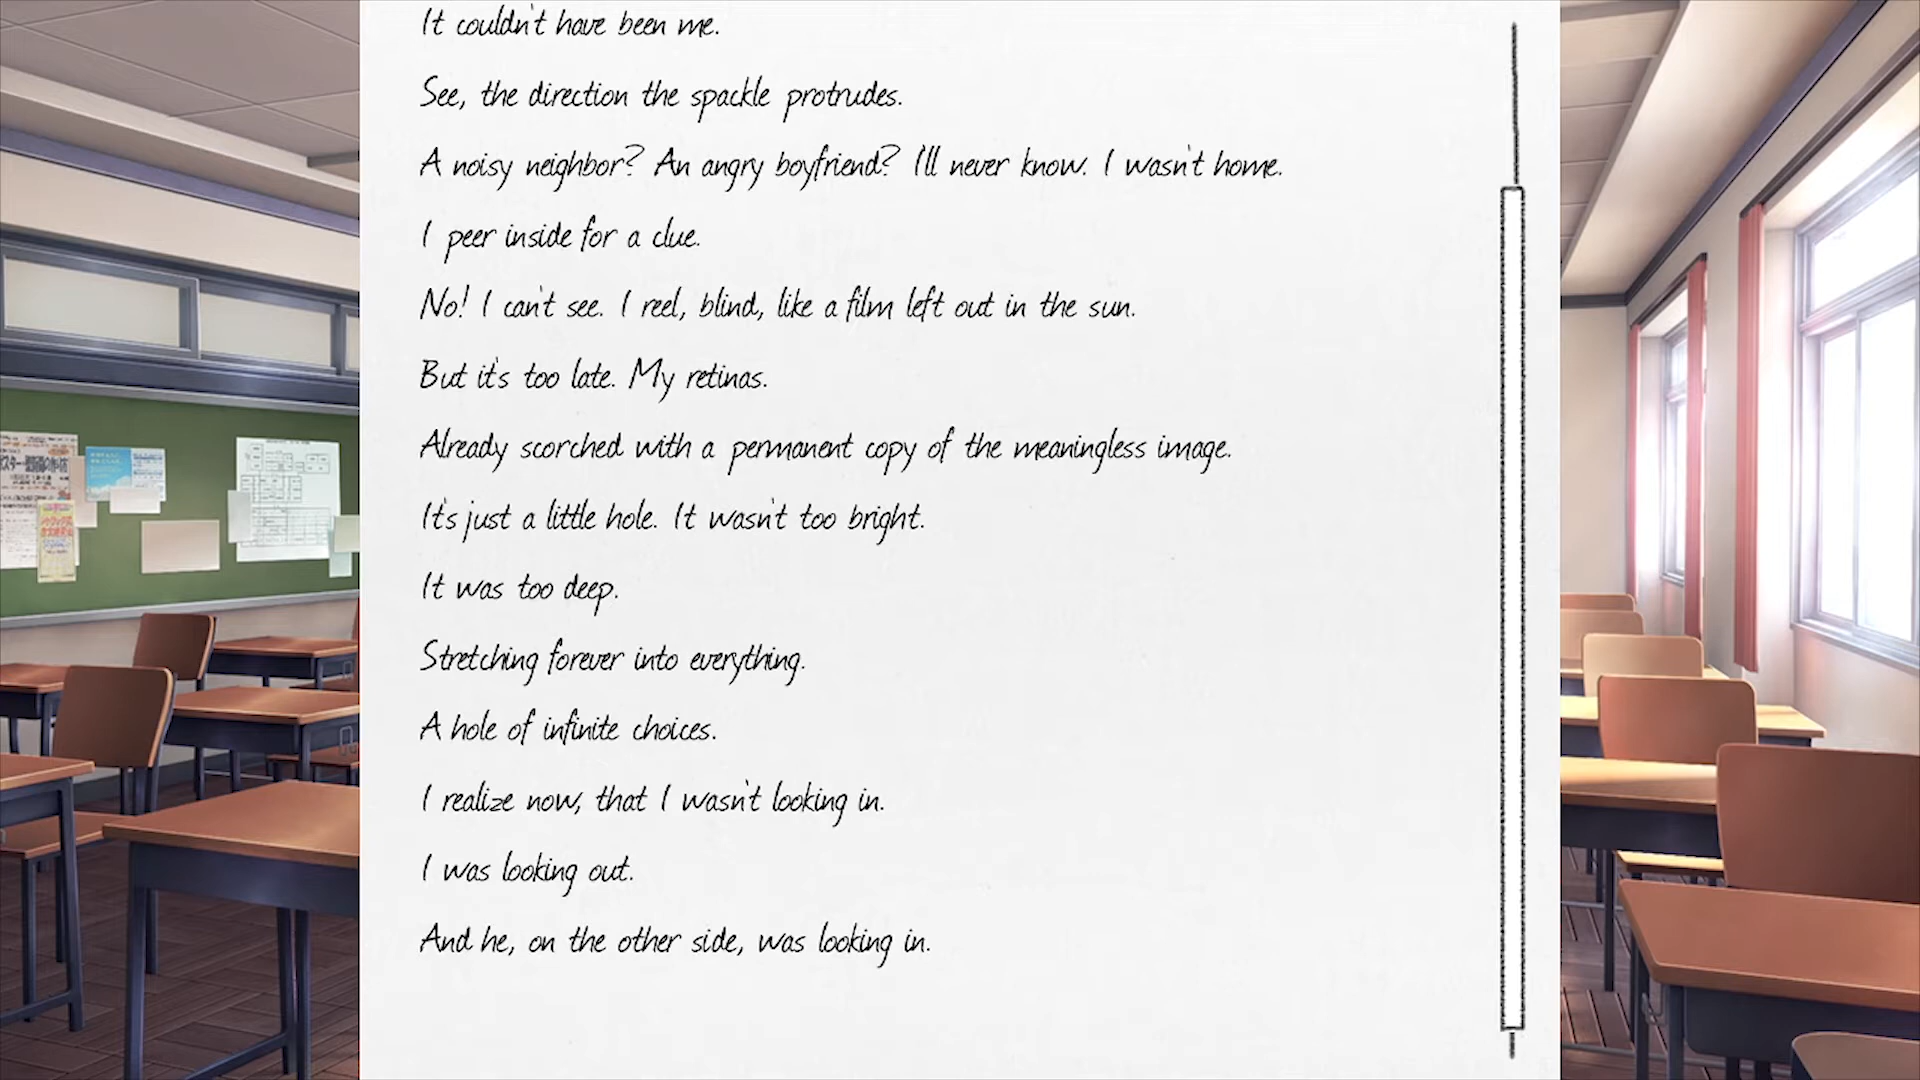 It couldn't have been me.
See, the direction the spackle protrudes.
A noisy neighbor? An angry boyfriend? I'll never know. I wasn't home.
I peer inside for a clue.
No! I can't see. I reel, blind, like a film left out in the sun.
But it's too late. My retinas.
Already scorched with a permanent copy of the meaningless image.
It's just a little hole. It wasn't too bright.
It was too deep.
Stretching forever into everything.
A hole of infinite choices.
I realize now, that I wasn't looking in.
I was looking out.
And he, on the other side, was looking in.